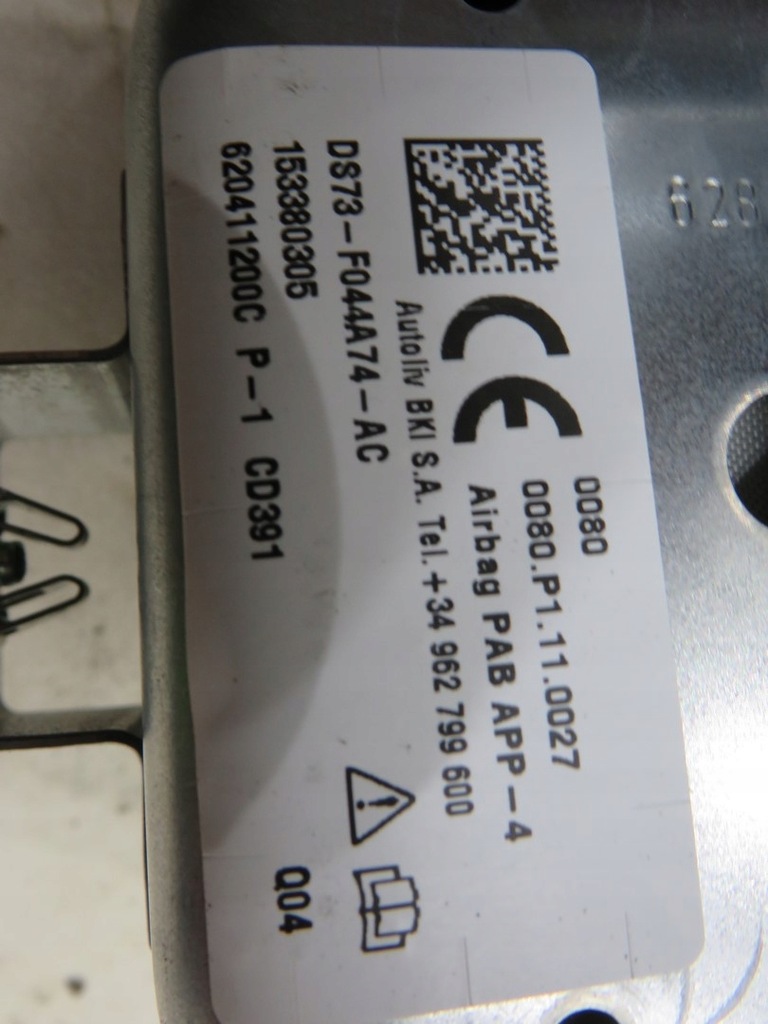 0080
0080.P1.11.0027
CE
Airbag PAB APP-4
Autoliv BKI S.A. Tel.+34 962 799 600
DS73-F044A74-AC
153380305
620411200C P-1 CD391
Q04
628